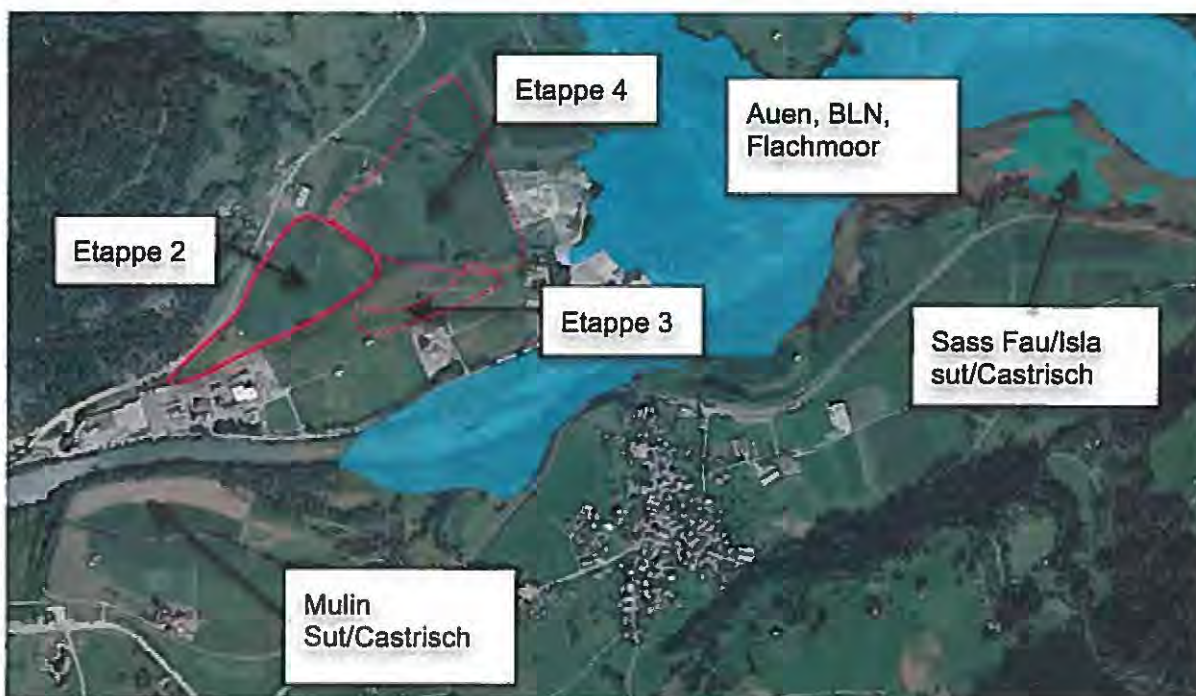 Etappe 4
Auen, BLN,
Flachmoor
Etappe 2
Etappe 3
Sass Fau/Isla
sut/Castrisch
Mulin
Sut/Castrisch